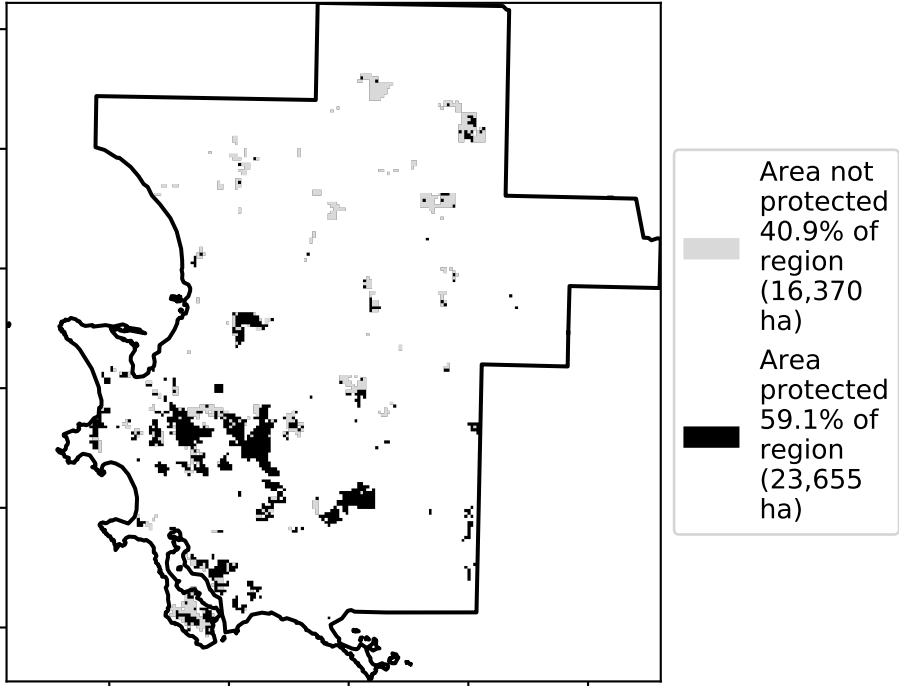 Area not
protected
40.9% of
region
(16,370
ha)
Area
protected
59.1% of
region
(23,655
ha)